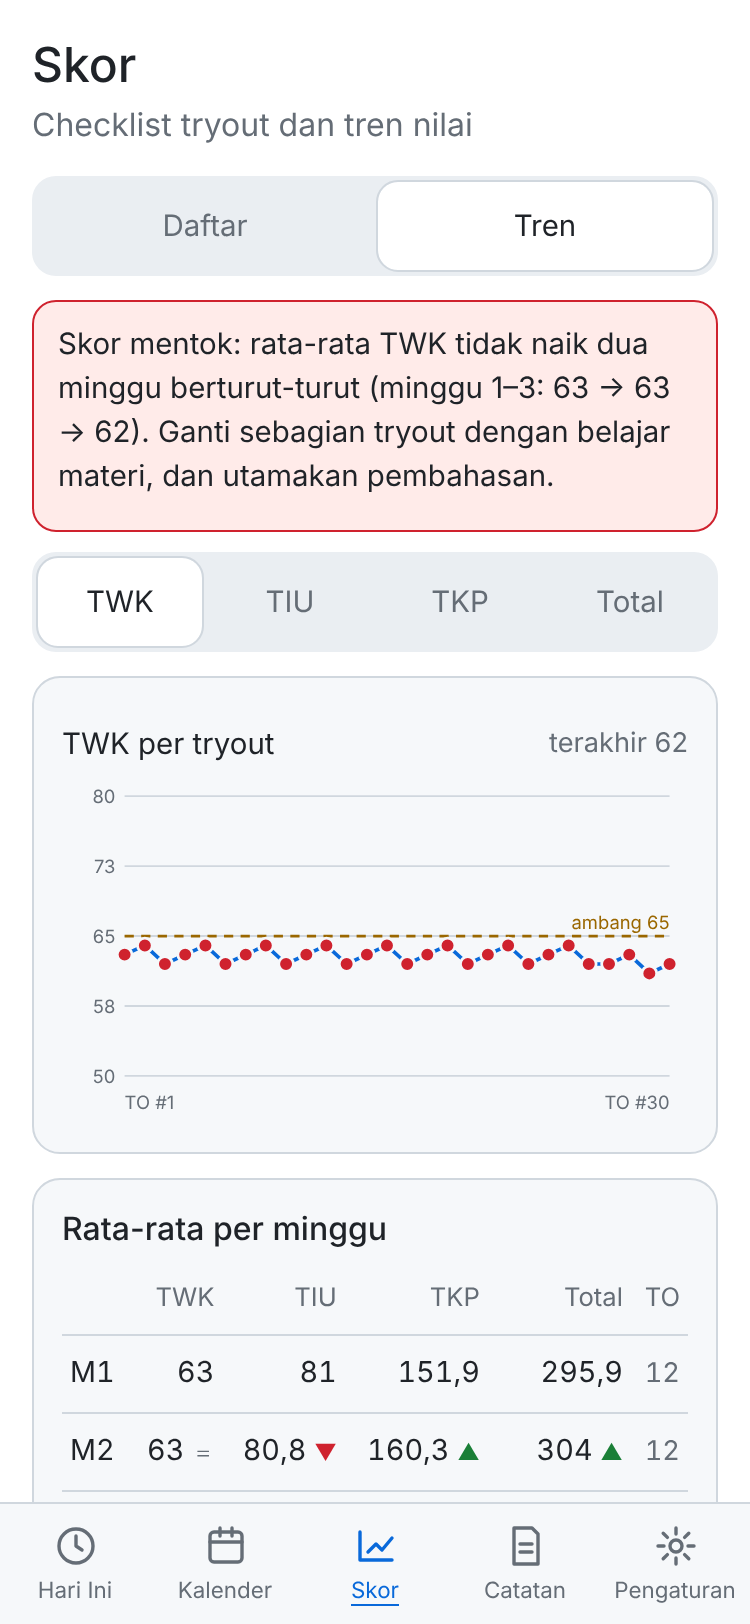 Skor
Checklist tryout dan tren nilai
Daftar Tren
Skor mentok: rata-rata TWK tidak naik dua
minggu berturut-turut (minggu 1–3: 63 → 63
→ 62). Ganti sebagian tryout dengan belajar
materi, dan utamakan pembahasan.
TWK TIU TKP Total
TWK per tryout terakhir 62
80
73
ambang 65
65
58
50
TO #1 TO #30
Rata-rata per minggu
TWK TIU TKP Total TO
M1 63 81 151,9 295,9 12
M2 63 = 80,8 ▼ 160,3 ▲ 304 ▲ 12
Hari Ini Kalender Skor Catatan Pengaturan